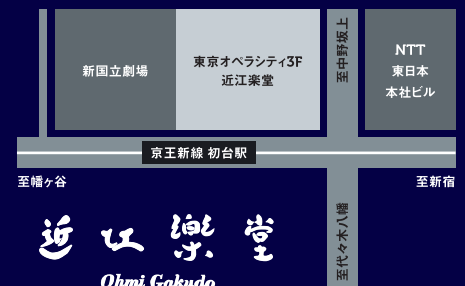 新国立劇場
東京オペラシティ3F
近江楽堂
至中野坂上
NTT
東日本
本社ビル
京王新線 初台駅
至幡ヶ谷
至新宿
至代々木八幡
近江樂堂
Ohmi Gakudo